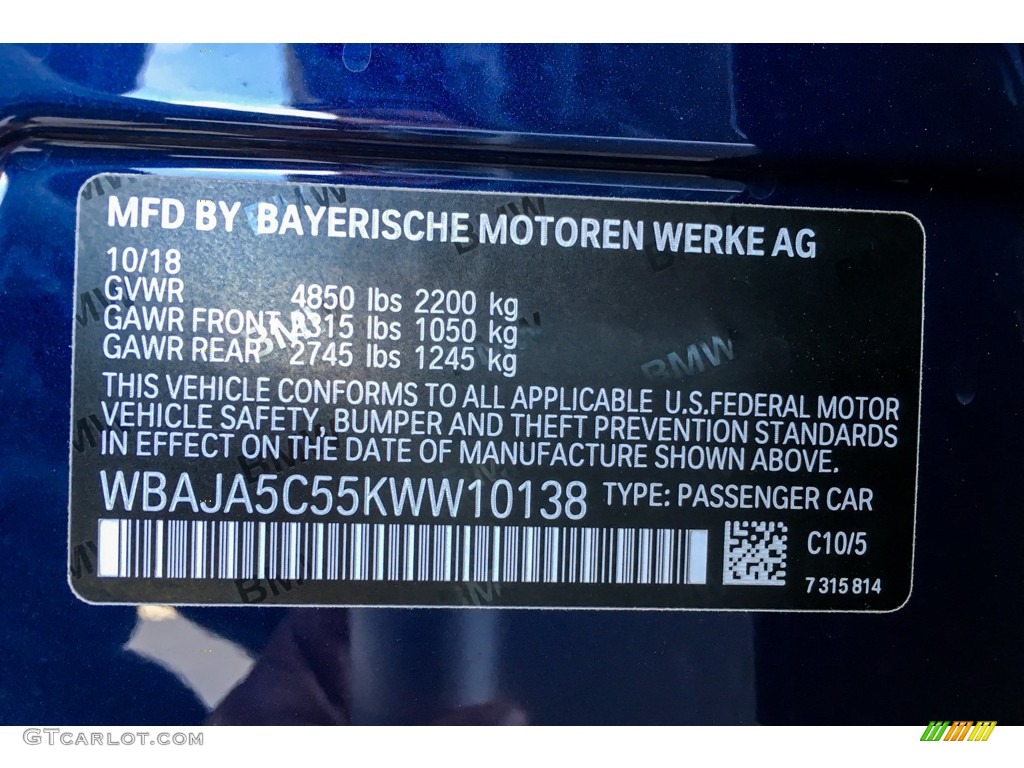 MFD BY BAYERISCHE MOTOREN WERKE AG
10/18
GVWR 4850 lbs 2200 kg
GAWR FRONT 2315 lbs 1050 kg
GAWR REAR 2745 lbs 1245 kg
THIS VEHICLE CONFORMS TO ALL APPLICABLE U.S.FEDERAL MOTOR
VEHICLE SAFETY, BUMPER AND THEFT PREVENTION STANDARDS
IN EFFECT ON THE DATE OF MANUFACTURE SHOWN ABOVE.
WBAJA5C55KWW10138 TYPE: PASSENGER CAR
C10/5
7 315 814
BMW
GTCARLOT.COM